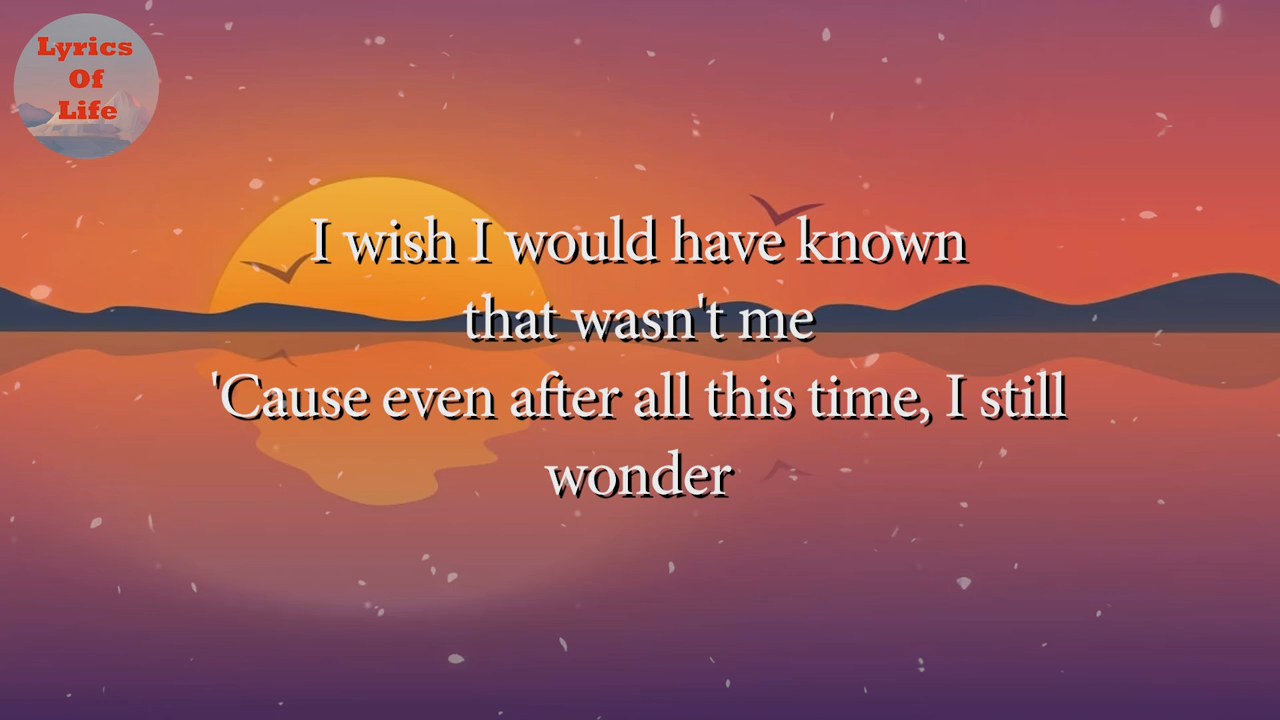 Lyrics
Of
Life
I wish I would have known
that wasn't me
'Cause even after all this time, I still
wonder